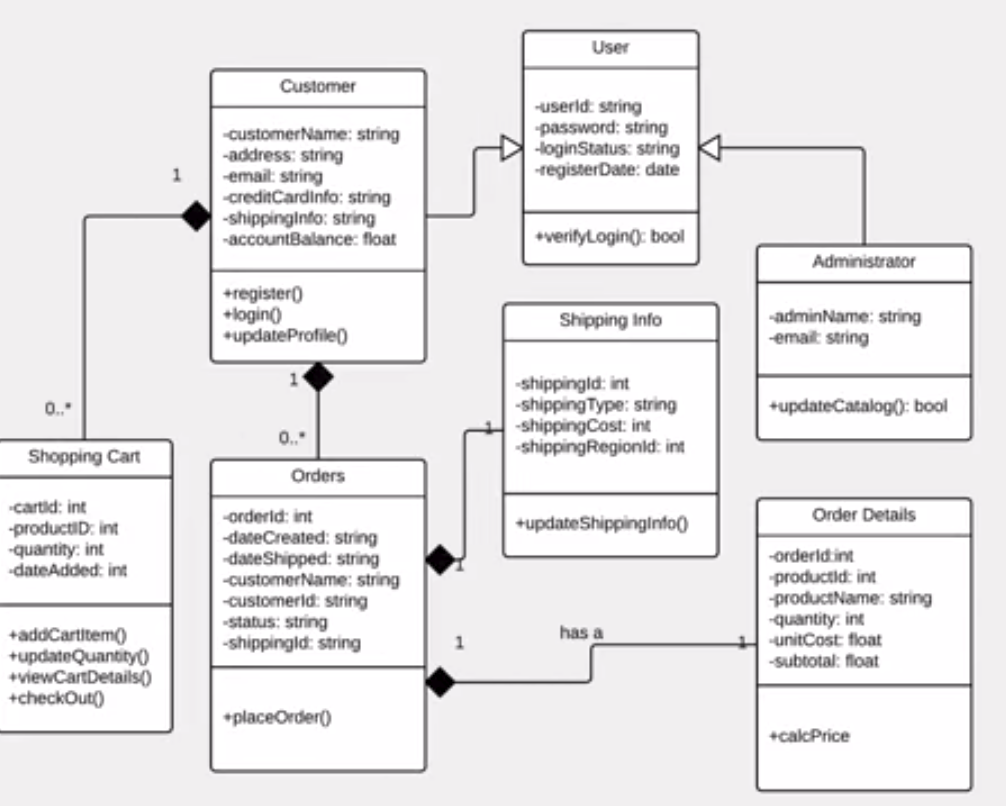 User
-userId: string
-password: string
-loginStatus: string
-registerDate: date
+verifyLogin(): bool
Customer
-customerName: string
-address: string
-email: string
-creditCardInfo: string
-shippingInfo: string
-accountBalance: float
+register()
+login()
+updateProfile()
1
0..*
1
0..*
Administrator
-adminName: string
-email: string
+updateCatalog(): bool
Shipping Info
-shippingId: int
-shippingType: string
-shippingCost: int
-shippingRegionId: int
+updateShippingInfo()
1
1
Shopping Cart
-cartId: int
-productID: int
-quantity: int
-dateAdded: int
+addCartItem()
+updateQuantity()
+viewCartDetails()
+checkOut()
Orders
-orderId: int
-dateCreated: string
-dateShipped: string
-customerName: string
-customerId: string
-status: string
-shippingId: string
+placeOrder()
1
has a
1
Order Details
-orderId:int
-productId: int
-productName: string
-quantity: int
-unitCost: float
-subtotal: float
+calcPrice